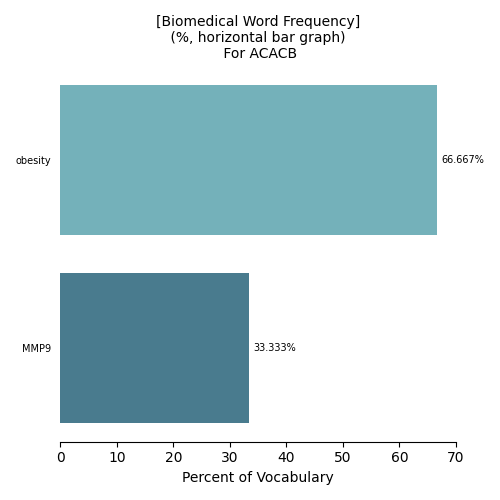 [Biomedical Word Frequency]
(%, horizontal bar graph)
For ACACB
obesity
66.667%
MMP9
33.333%
0 10 20 30 40 50 60 70
Percent of Vocabulary